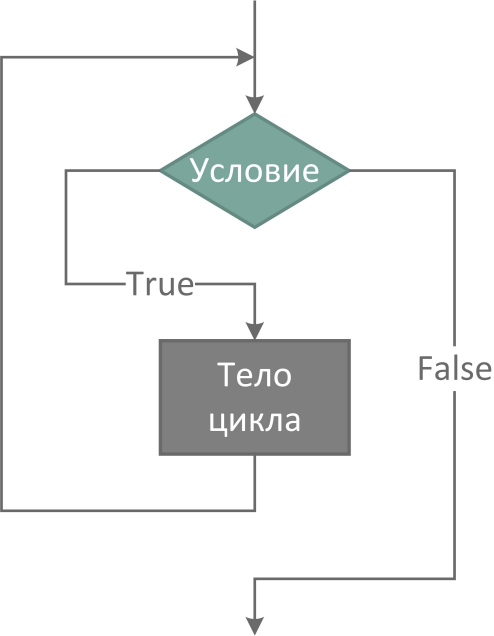 Условие
True
Тело
цикла
False